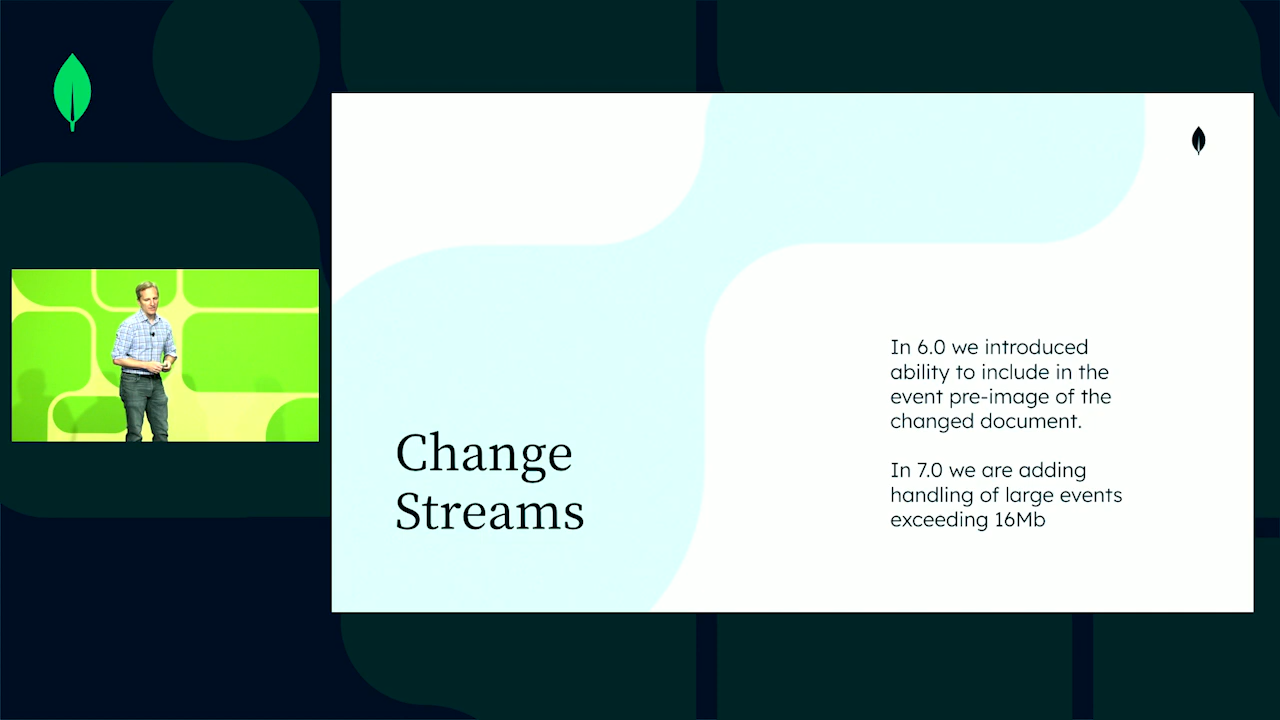 Change
Streams
In 6.0 we introduced
ability to include in the
event pre-image of the
changed document.
In 7.0 we are adding
handling of large events
exceeding 16Mb